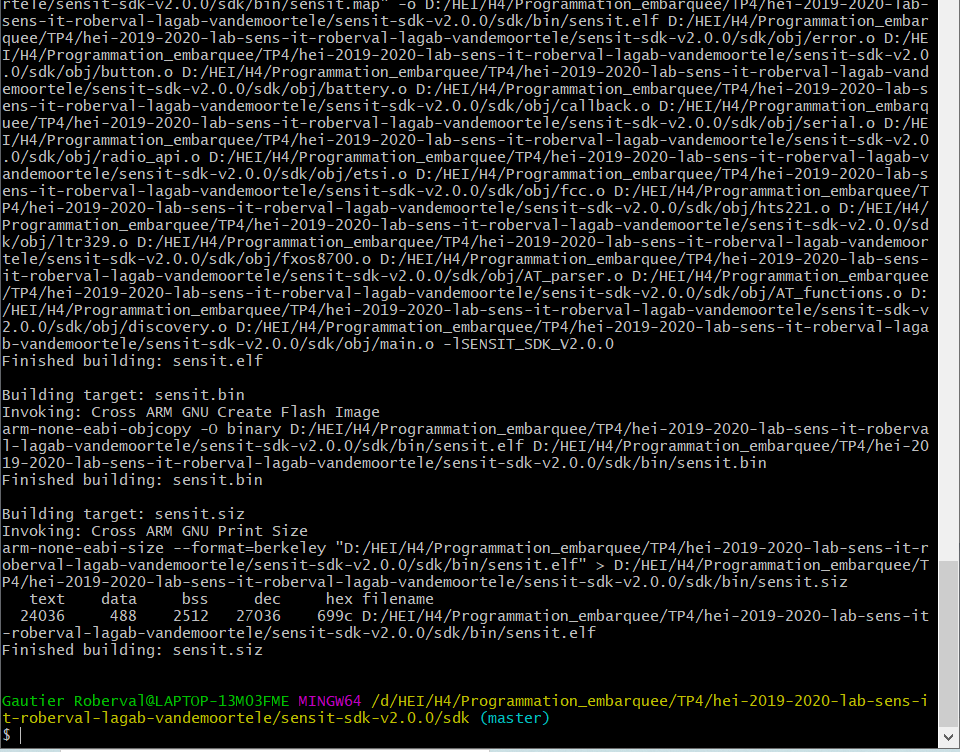 rtele/sensit-sdk-v2.0.0/sdk/bin/sensit.map" -o D:/HEI/H4/Programmation_embarquee/TP4/hei-2019-2020-lab-
sens-it-roberval-lagab-vandemoortele/sensit-sdk-v2.0.0/sdk/bin/sensit.elf D:/HEI/H4/Programmation_embar
quee/TP4/hei-2019-2020-lab-sens-it-roberval-lagab-vandemoortele/sensit-sdk-v2.0.0/sdk/obj/error.o D:/HE
I/H4/Programmation_embarquee/TP4/hei-2019-2020-lab-sens-it-roberval-lagab-vandemoortele/sensit-sdk-v2.0
.0/sdk/obj/button.o D:/HEI/H4/Programmation_embarquee/TP4/hei-2019-2020-lab-sens-it-roberval-lagab-vand
emoortele/sensit-sdk-v2.0.0/sdk/obj/battery.o D:/HEI/H4/Programmation_embarquee/TP4/hei-2019-2020-lab-s
ens-it-roberval-lagab-vandemoortele/sensit-sdk-v2.0.0/sdk/obj/callback.o D:/HEI/H4/Programmation_embarq
uee/TP4/hei-2019-2020-lab-sens-it-roberval-lagab-vandemoortele/sensit-sdk-v2.0.0/sdk/obj/serial.o D:/HE
I/H4/Programmation_embarquee/TP4/hei-2019-2020-lab-sens-it-roberval-lagab-vandemoortele/sensit-sdk-v2.0
.0/sdk/obj/radio_api.o D:/HEI/H4/Programmation_embarquee/TP4/hei-2019-2020-lab-sens-it-roberval-lagab-v
andemoortele/sensit-sdk-v2.0.0/sdk/obj/etsi.o D:/HEI/H4/Programmation_embarquee/TP4/hei-2019-2020-lab-s
ens-it-roberval-lagab-vandemoortele/sensit-sdk-v2.0.0/sdk/obj/fcc.o D:/HEI/H4/Programmation_embarquee/T
P4/hei-2019-2020-lab-sens-it-roberval-lagab-vandemoortele/sensit-sdk-v2.0.0/sdk/obj/hts221.o D:/HEI/H4/
Programmation_embarquee/TP4/hei-2019-2020-lab-sens-it-roberval-lagab-vandemoortele/sensit-sdk-v2.0.0/sd
k/obj/ltr329.o D:/HEI/H4/Programmation_embarquee/TP4/hei-2019-2020-lab-sens-it-roberval-lagab-vandemoor
tele/sensit-sdk-v2.0.0/sdk/obj/fxos8700.o D:/HEI/H4/Programmation_embarquee/TP4/hei-2019-2020-lab-sens-
it-roberval-lagab-vandemoortele/sensit-sdk-v2.0.0/sdk/obj/AT_parser.o D:/HEI/H4/Programmation_embarquee
/TP4/hei-2019-2020-lab-sens-it-roberval-lagab-vandemoortele/sensit-sdk-v2.0.0/sdk/obj/AT_functions.o D:
/HEI/H4/Programmation_embarquee/TP4/hei-2019-2020-lab-sens-it-roberval-lagab-vandemoortele/sensit-sdk-v
2.0.0/sdk/obj/discovery.o D:/HEI/H4/Programmation_embarquee/TP4/hei-2019-2020-lab-sens-it-roberval-laga
b-vandemoortele/sensit-sdk-v2.0.0/sdk/obj/main.o -lSENSIT_SDK_V2.0.0
Finished building: sensit.elf

Building target: sensit.bin
Invoking: Cross ARM GNU Create Flash Image
arm-none-eabi-objcopy -O binary D:/HEI/H4/Programmation_embarquee/TP4/hei-2019-2020-lab-sens-it-roberva
l-lagab-vandemoortele/sensit-sdk-v2.0.0/sdk/bin/sensit.elf D:/HEI/H4/Programmation_embarquee/TP4/hei-20
19-2020-lab-sens-it-roberval-lagab-vandemoortele/sensit-sdk-v2.0.0/sdk/bin/sensit.bin
Finished building: sensit.bin

Building target: sensit.siz
Invoking: Cross ARM GNU Print Size
arm-none-eabi-size --format=berkeley "D:/HEI/H4/Programmation_embarquee/TP4/hei-2019-2020-lab-sens-it-r
oberval-lagab-vandemoortele/sensit-sdk-v2.0.0/sdk/bin/sensit.elf" > D:/HEI/H4/Programmation_embarquee/T
P4/hei-2019-2020-lab-sens-it-roberval-lagab-vandemoortele/sensit-sdk-v2.0.0/sdk/bin/sensit.siz
   text    data     bss     dec     hex filename
  24036     488    2512   27036    699c D:/HEI/H4/Programmation_embarquee/TP4/hei-2019-2020-lab-sens-it
-roberval-lagab-vandemoortele/sensit-sdk-v2.0.0/sdk/bin/sensit.elf
Finished building: sensit.siz

Gautier Roberval@LAPTOP-13MO3FME MINGW64 /d/HEI/H4/Programmation_embarquee/TP4/hei-2019-2020-lab-sens-i
t-roberval-lagab-vandemoortele/sensit-sdk-v2.0.0/sdk (master)
$